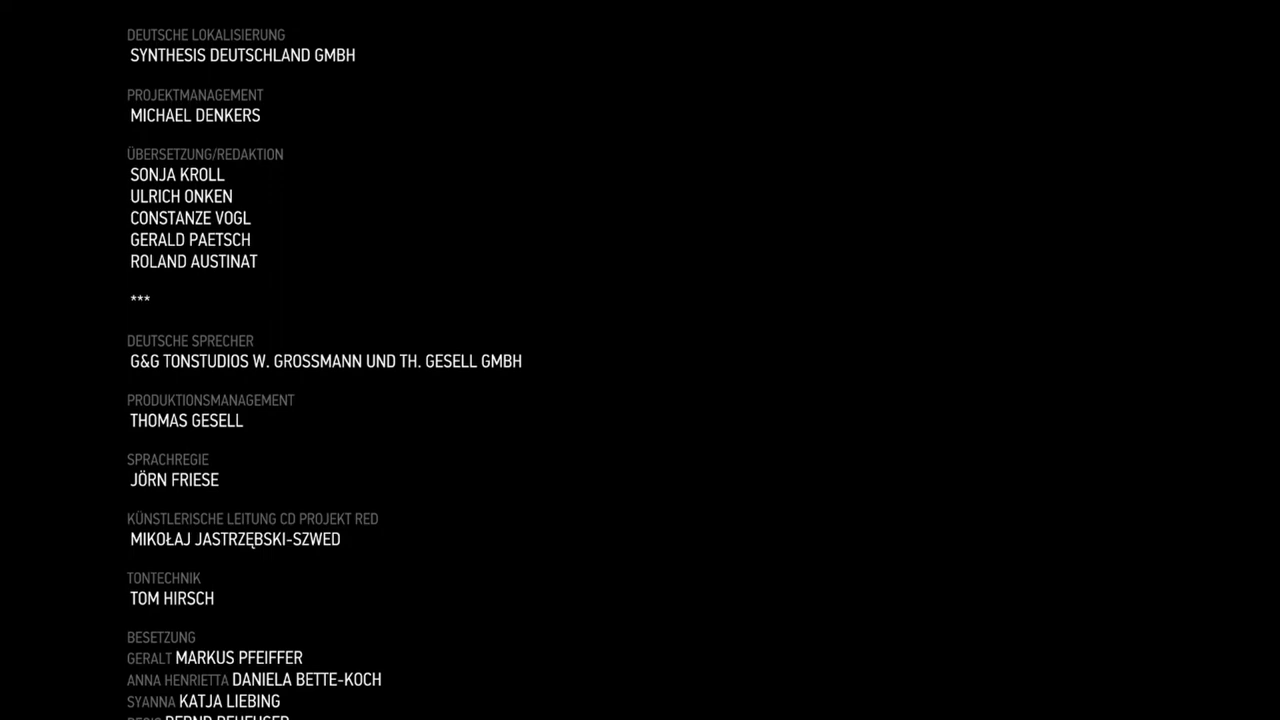 DEUTSCHE LOKALISIERUNG
SYNTHESIS DEUTSCHLAND GMBH
PROJEKTMANAGEMENT
MICHAEL DENKERS
ÜBERSETZUNG/REDAKTION
SONJA KROLL
ULRICH ONKEN
CONSTANZE VOGL
GERALD PAETSCH
ROLAND AUSTINAT
***
DEUTSCHE SPRECHER
G&G TONSTUDIOS W. GROSSMANN UND TH. GESELL GMBH
PRODUKTIONSMANAGEMENT
THOMAS GESELL
SPRACHREGIE
JÖRN FRIESE
KÜNSTLERISCHE LEITUNG CD PROJEKT RED
MIKOŁAJ JASTRZĘBSKI-SZWED
TONTECHNIK
TOM HIRSCH
BESETZUNG
GERALT MARKUS PFEIFFER
ANNA HENRIETTA DANIELA BETTE-KOCH
SYANNA KATJA LIEBING
BERND